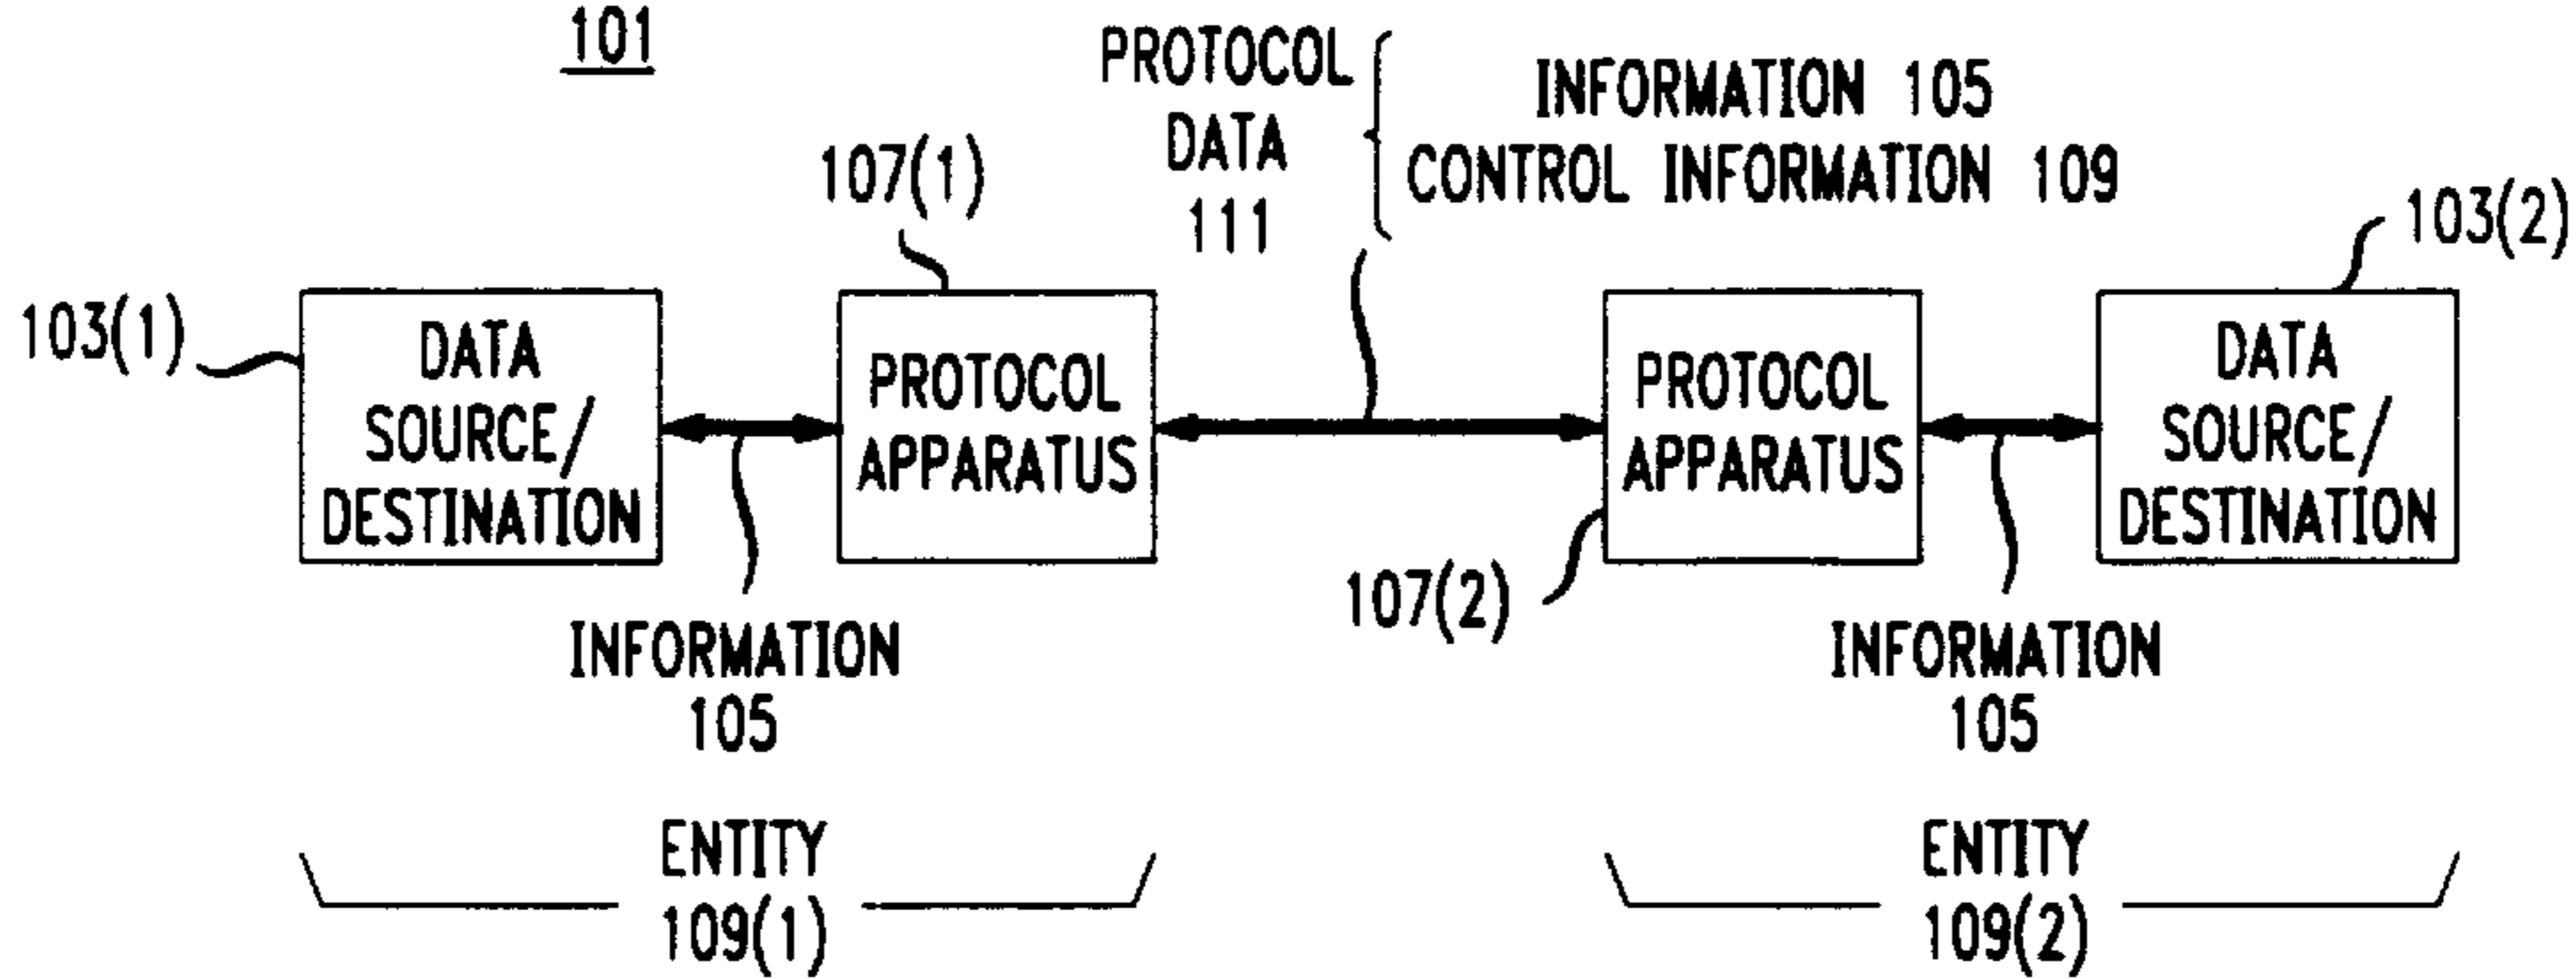 101
PROTOCOL
DATA
111
INFORMATION 105
CONTROL INFORMATION 109
107(1)
103(2)
103(1)
DATA
SOURCE/
DESTINATION
PROTOCOL
APPARATUS
PROTOCOL
APPARATUS
DATA
SOURCE/
DESTINATION
107(2)
INFORMATION
105
INFORMATION
105
ENTITY
109(1)
ENTITY
109(2)